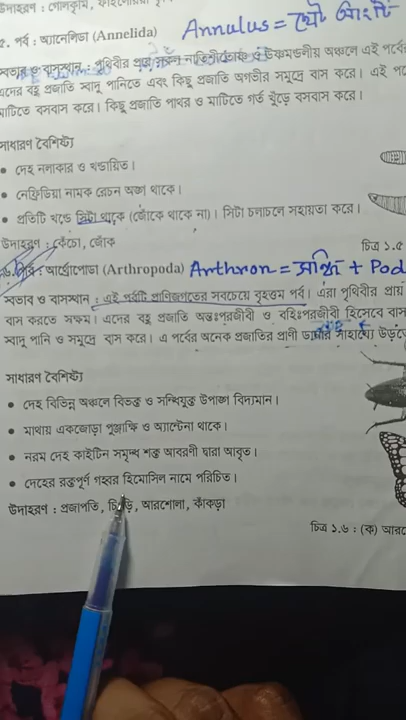 উদাহরণ : গোলকৃমি,
৫. পর্ব : অ্যানেলিডা (Annelida) Annulus = ছোট আংটি
স্বভাব ও বাসস্থান : পৃথিবীর প্রায় সকল নাতিশীতোষ্ণ ও উষ্ণমণ্ডলীয় অঞ্চলে এই পর্বের
এদের বহু প্রজাতি স্বাদু পানিতে এবং কিছু প্রজাতি অগভীর সমুদ্রে বাস করে। এই
মাটিতে বসবাস করে। কিছু প্রজাতি পাথর ও মাটিতে গর্ত খুঁড়ে বসবাস করে।
সাধারণ বৈশিষ্ট্য
• দেহ নলাকার ও খণ্ডায়িত।
• নেফ্রিডিয়া নামক রেচন অঙ্গ থাকে।
• প্রতিটি খণ্ডে সিটা থাকে (জোঁকে থাকে না)। সিটা চলাচলে সহায়তা করে।
উদাহরণ : কেঁচো, জোঁক
চিত্র ১.৫
৬. পর্ব : আর্থ্রোপোডা (Arthropoda) Arthron = সন্ধি + Pod
স্বভাব ও বাসস্থান : এই পর্বটি প্রাণিজগতের সবচেয়ে বৃহত্তম পর্ব। এরা পৃথিবীর প্রায়
বাস করতে সক্ষম। এদের বহু প্রজাতি অন্তঃপরজীবী ও বহিঃপরজীবী হিসেবে বাস
স্বাদু পানি ও সমুদ্রে বাস করে। এ পর্বের অনেক প্রজাতির প্রাণী ডানার সাহায্যে উড়তে
সাধারণ বৈশিষ্ট্য
• দেহ বিভিন্ন অঞ্চলে বিভক্ত ও সন্ধিযুক্ত উপাঙ্গ বিদ্যমান।
• মাথায় একজোড়া পুঞ্জাক্ষি ও অ্যান্টেনা থাকে।
• নরম দেহ কাইটিন সমৃদ্ধ শক্ত আবরণী দ্বারা আবৃত।
• দেহের রক্তপূর্ণ গহ্বর হিমোসিল নামে পরিচিত।
উদাহরণ : প্রজাপতি, চিংড়ি, আরশোলা, কাঁকড়া
চিত্র ১.৬ : (ক) আরশো